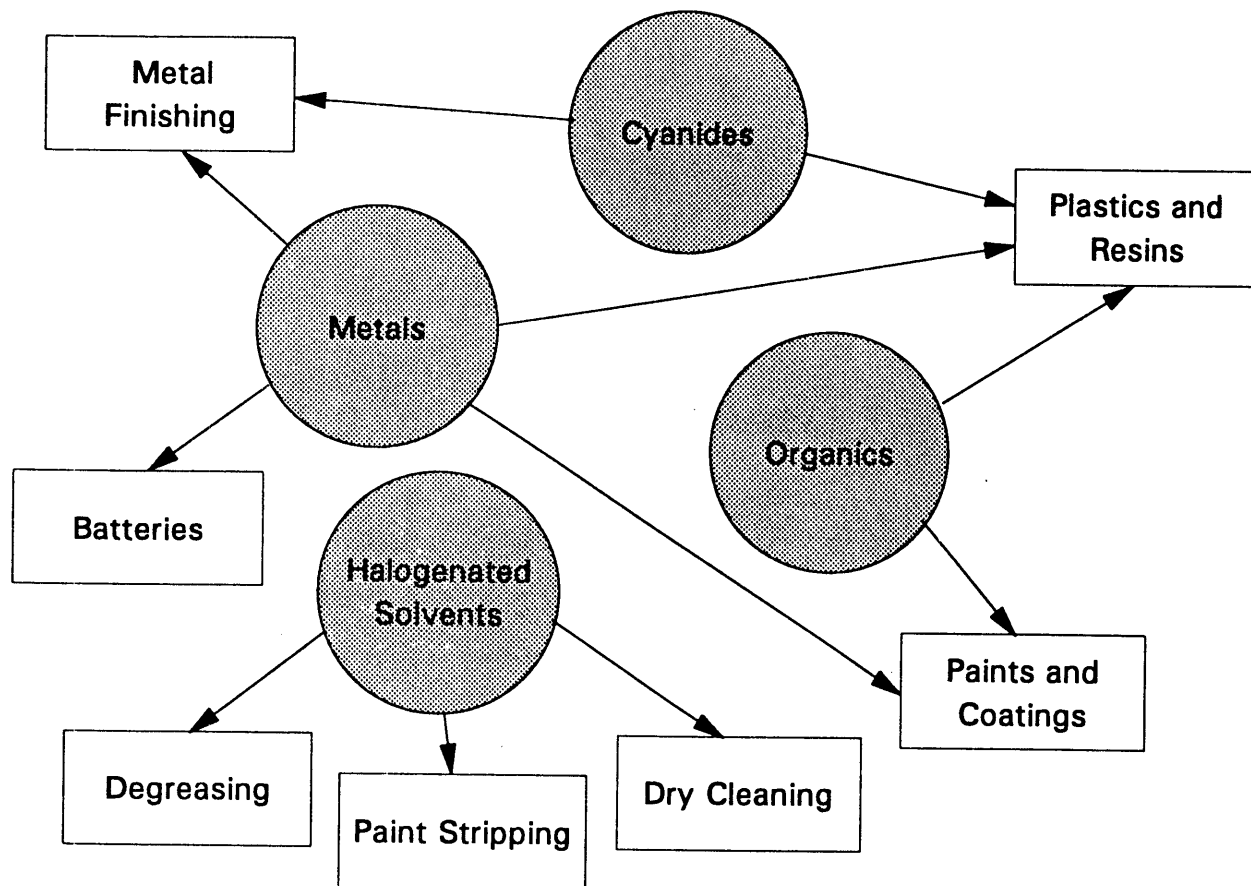 Metal
Finishing
Cyanides
Plastics and
Resins
Metals
Organics
Batteries
Halogenated
Solvents
Paints and
Coatings
Degreasing
Paint Stripping
Dry Cleaning